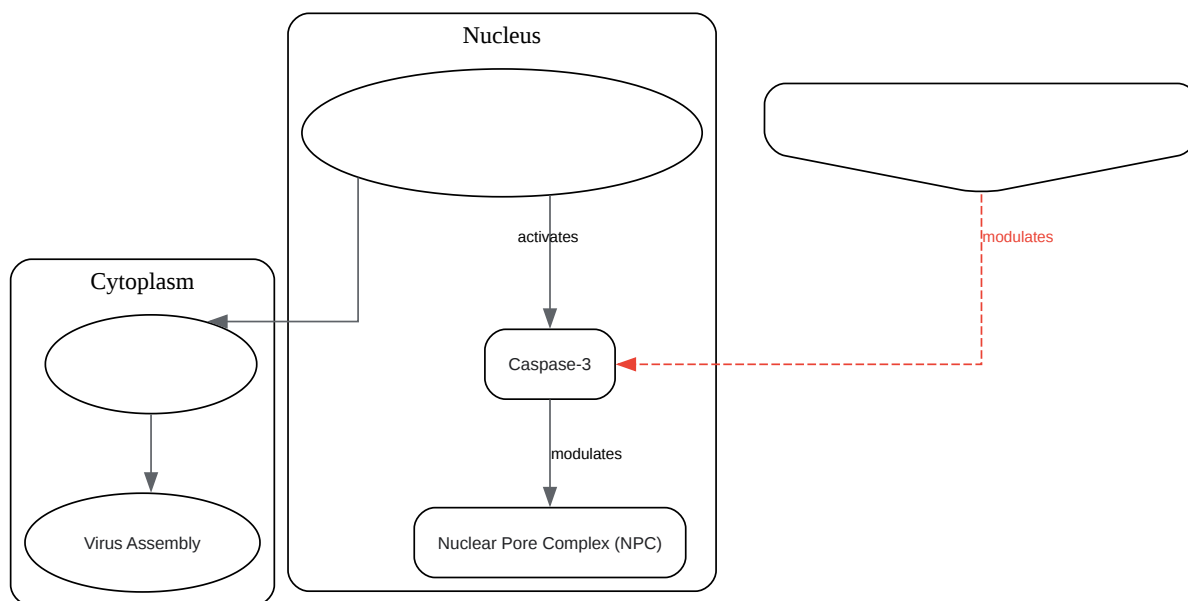 Nucleus
activates
modulates
Cytoplasm
Caspase-3
modulates
Virus Assembly
Nuclear Pore Complex (NPC)